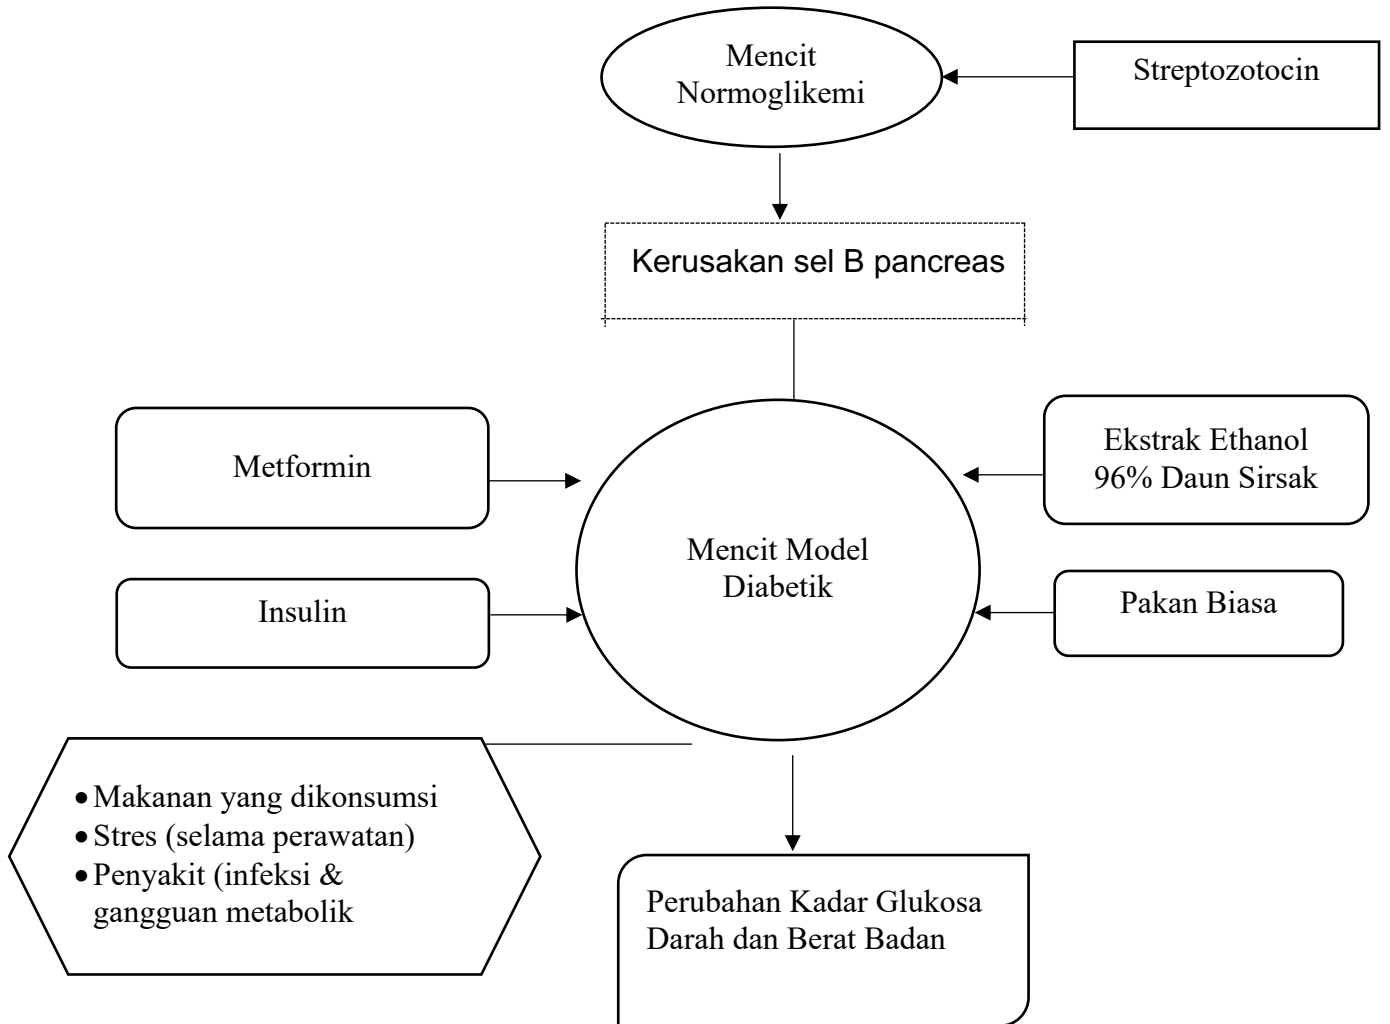 Mencit
Normoglikemi
Streptozotocin
Kerusakan sel B pancreas
Metformin
Ekstrak Ethanol
96% Daun Sirsak
Mencit Model
Diabetik
Insulin
Pakan Biasa
• Makanan yang dikonsumsi
• Stres (selama perawatan)
• Penyakit (infeksi &
gangguan metabolik
Perubahan Kadar Glukosa
Darah dan Berat Badan